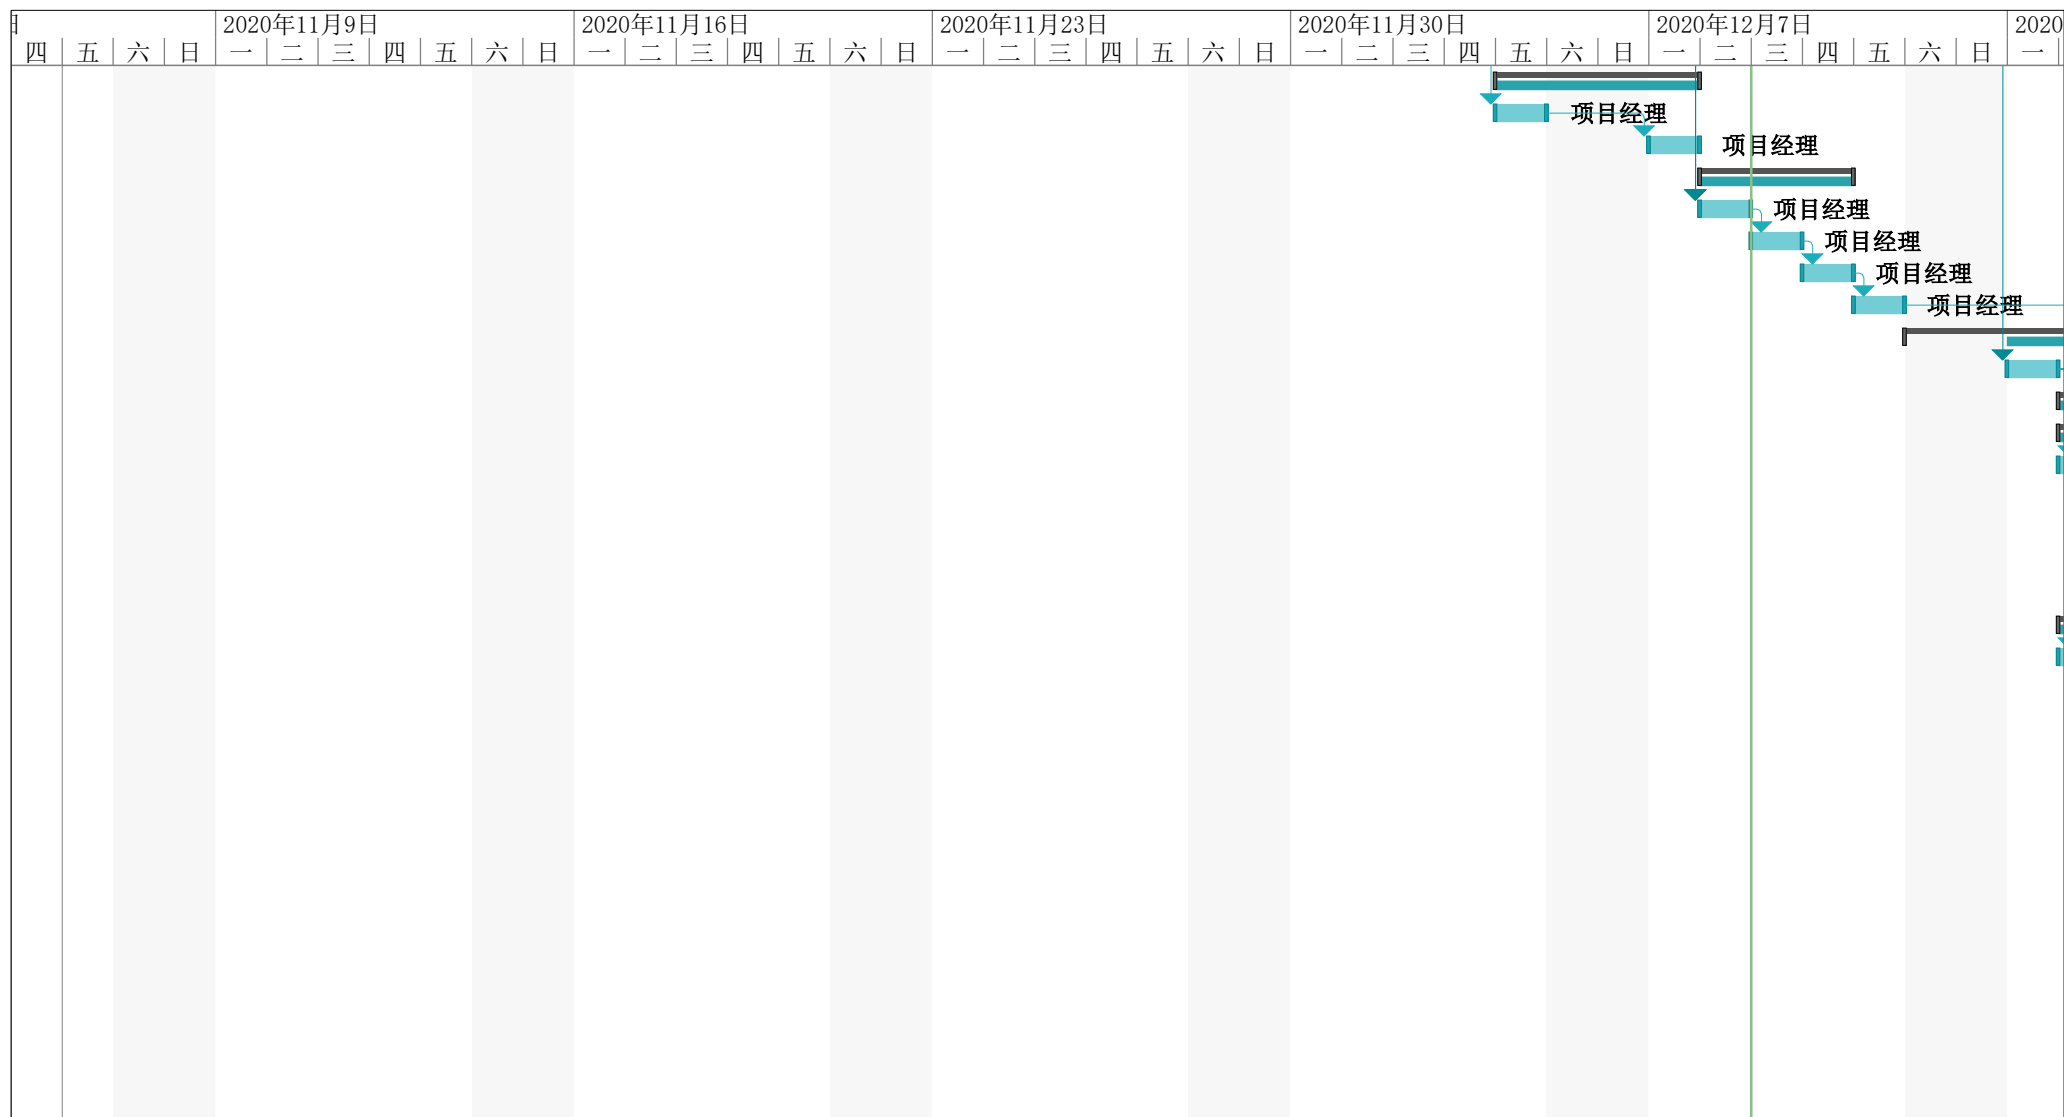 日 2020年11月9日 2020年11月16日 2020年11月23日 2020年11月30日 2020年12月7日 2020
四 五 六 日 一 二 三 四 五 六 日 一 二 三 四 五 六 日 一 二 三 四 五 六 日 一 二 三 四 五 六 日 一 二 三 四 五 六 日 一
项目经理
项目经理
项目经理
项目经理
项目经理
项目经理